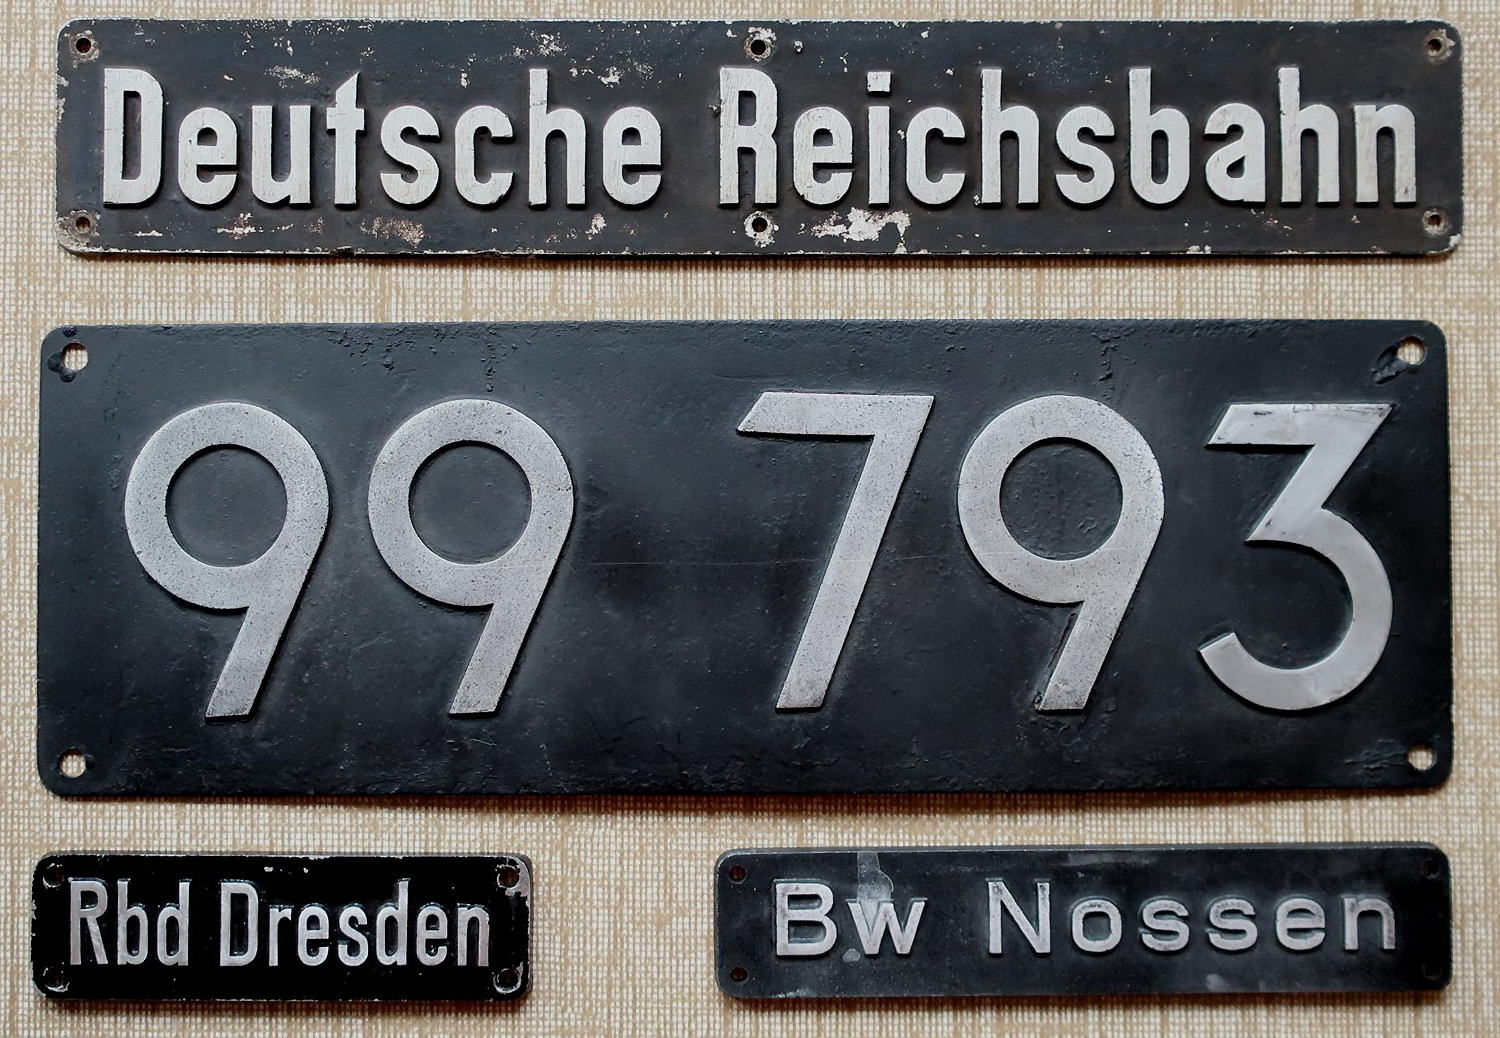 Deutsche Reichsbahn
99 793
Rbd Dresden
Bw Nossen